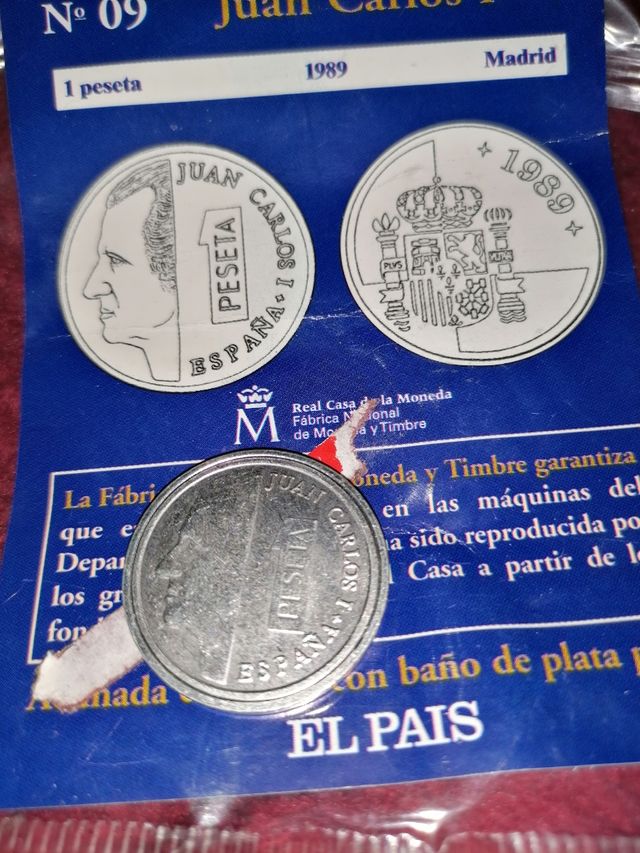 Nº 09
Juan Carlos I
1 peseta 1989 Madrid
JUAN CARLOS I • ESPAÑA
1 PESETA
1989
Real Casa de la Moneda
Fábrica Nacional
de Moneda y Timbre
M
La Fábri oneda y Timbre garantiza
que e en las máquinas del
Depar a sido reproducida po
los gr Casa a partir de l
fon
con baño de plata p
JUAN CARLOS I • ESPAÑA
PESETA
EL PAIS